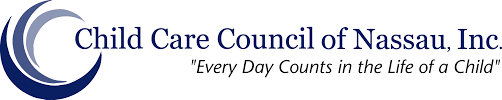 Child Care Council of Nassau, Inc.
"Every Day Counts in the Life of a Child"